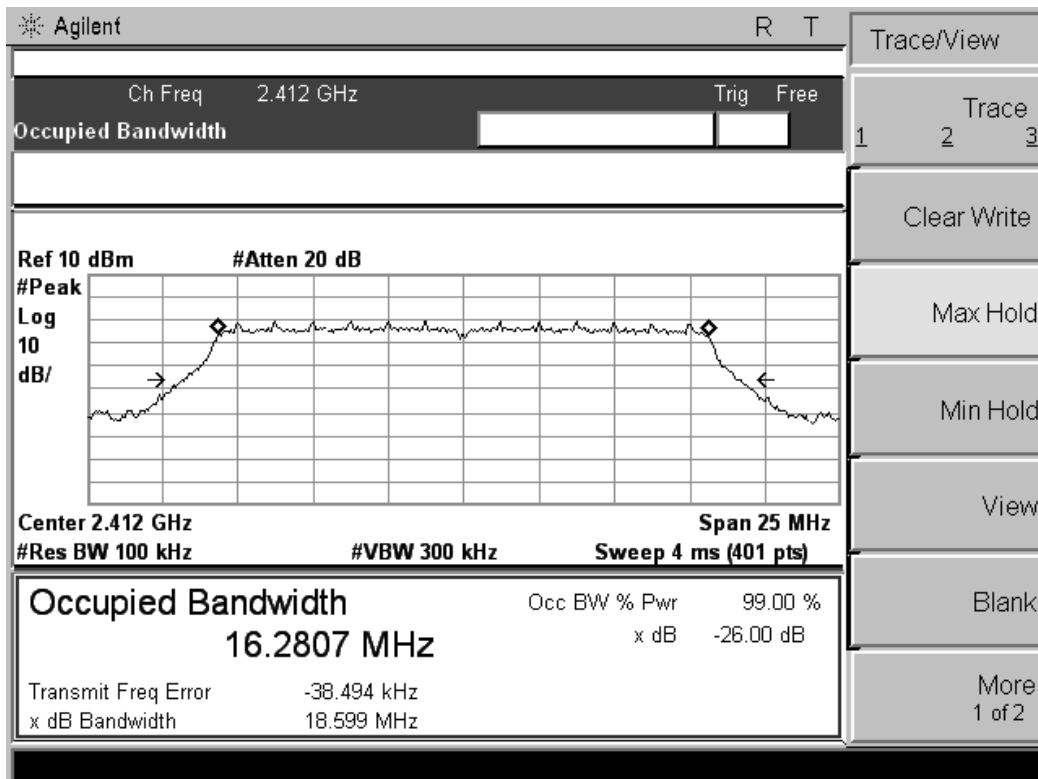 Agilent R T
Ch Freq 2.412 GHz Trig Free
Occupied Bandwidth
Ref 10 dBm #Atten 20 dB
#Peak
Log
10
dB/
Center 2.412 GHz Span 25 MHz
#Res BW 100 kHz #VBW 300 kHz Sweep 4 ms (401 pts)
Occupied Bandwidth Occ BW % Pwr 99.00 %
16.2807 MHz x dB -26.00 dB
Transmit Freq Error -38.494 kHz
x dB Bandwidth 18.599 MHz
Trace/View
Trace
1 2 3
Clear Write
Max Hold
Min Hold
View
Blank
More
1 of 2